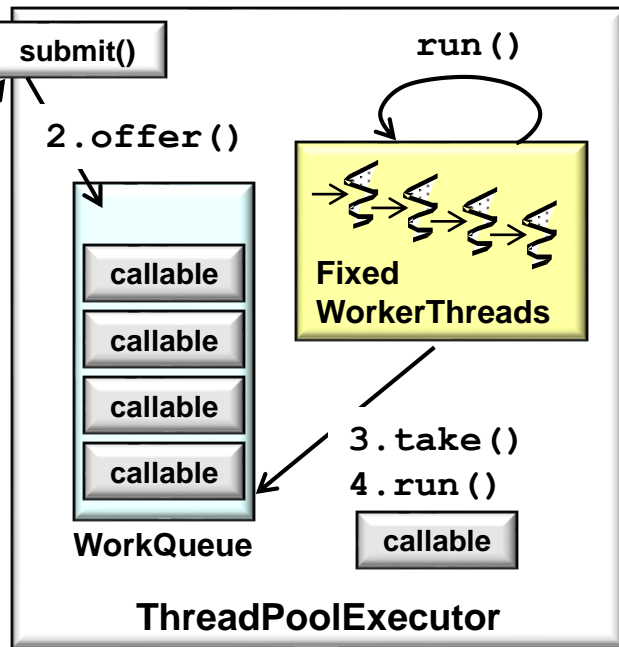 submit()
run()
2.offer()
callable
callable
callable
callable
WorkQueue
Fixed
WorkerThreads
3.take()
4.run()
callable
ThreadPoolExecutor